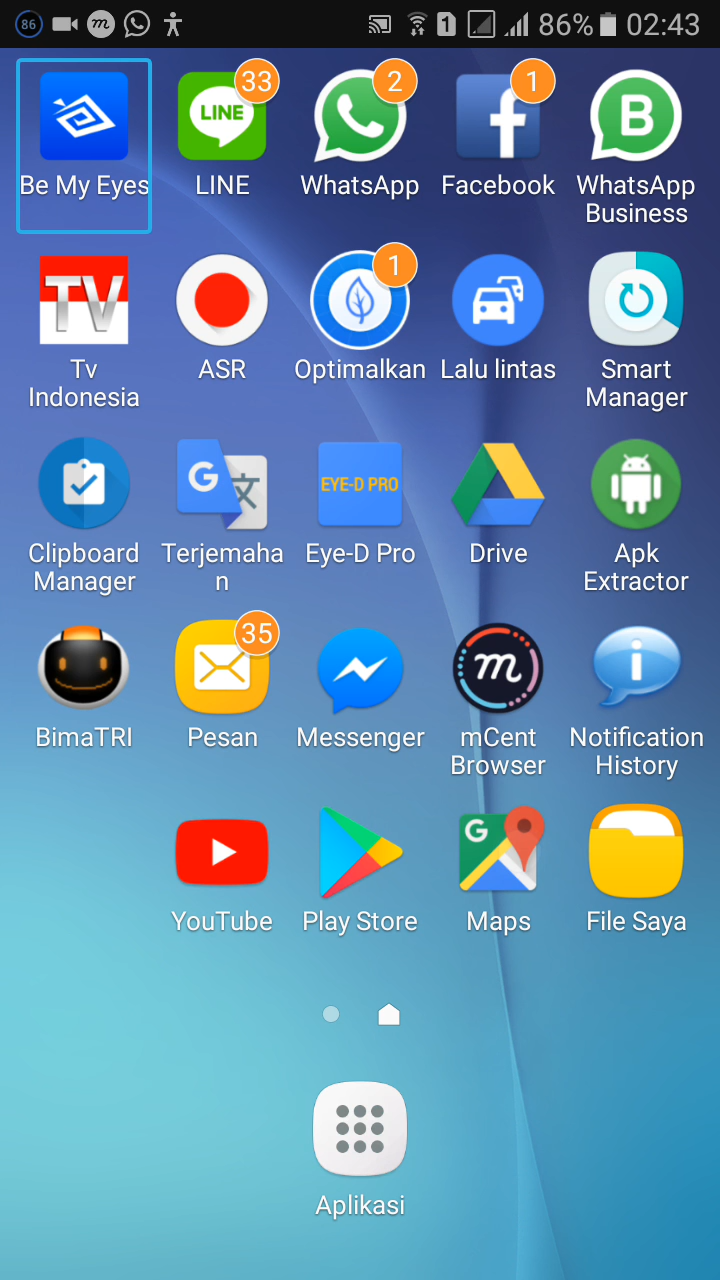 86 m 1 86% 02:43
33 2 1
LINE f B
Be My Eyes LINE WhatsApp Facebook WhatsApp
Business
1
TV
Tv ASR Optimalkan Lalu lintas Smart
Indonesia Manager
G 文 EYE-D PRO
Clipboard Terjemaha Eye-D Pro Drive Apk
Manager n Extractor
35
m i
BimaTRI Pesan Messenger mCent Notification
Browser History
G
YouTube Play Store Maps File Saya
Aplikasi